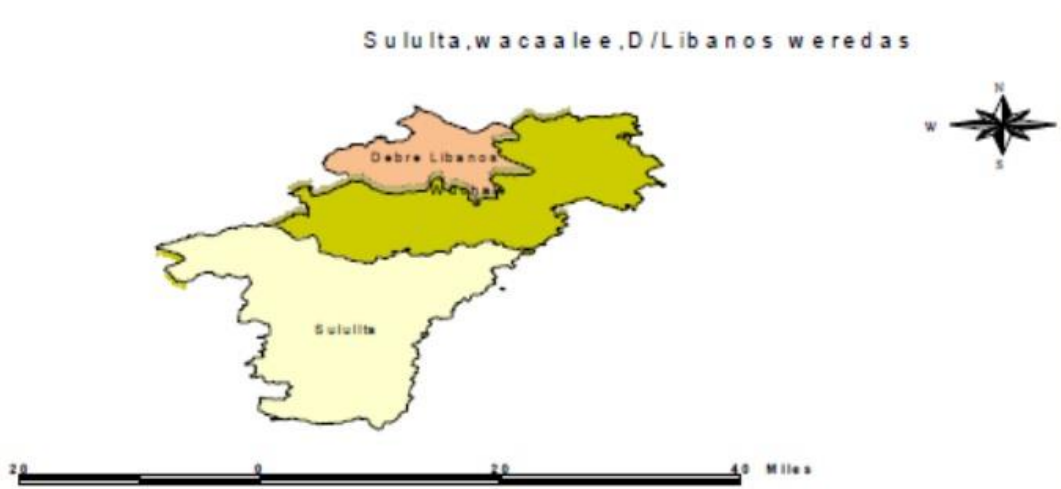 Sululta,wacaalee,D/Libanos weredas
N
W
S
Debre Libanos
Sululta
20 0 20 40 Miles